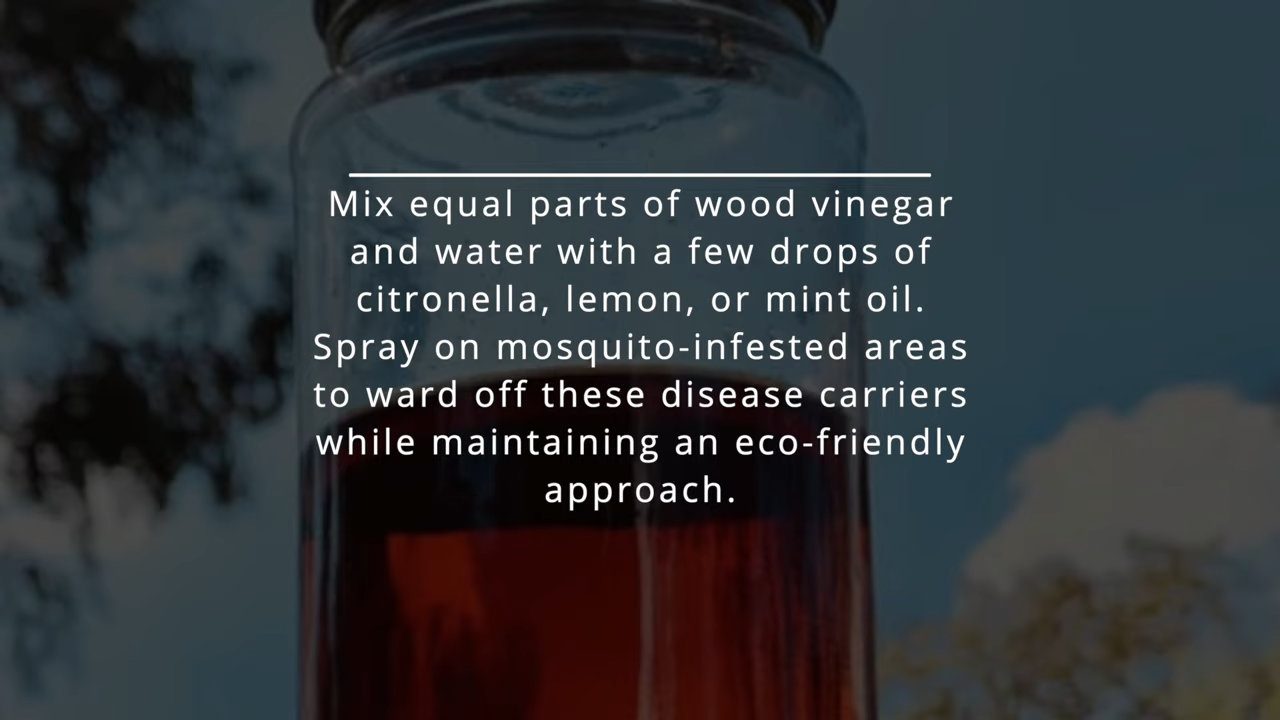 Mix equal parts of wood vinegar
and water with a few drops of
citronella, lemon, or mint oil.
Spray on mosquito-infested areas
to ward off these disease carriers
while maintaining an eco-friendly
approach.